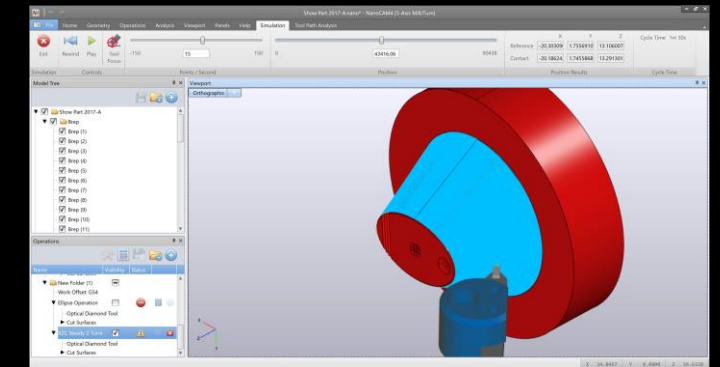 Show Part 2017-A.nano* - NanoCAM4 (5-Axis Mill/Turn)
File Home Geometry Operations Analysis Viewport Panels Help Simulation Tool Path Analysis
X Y Z
Cycle Time 1m 30s
-150 15 150 0 43416.06 90438
Reference -20.30309 1.7556910 13.106007
Exit Rewind Play Tool Focus
Contact -20.18624 1.7455868 13.291301
Simulation Controls Points / Second Position Position Results Cycle Time
Model Tree
Viewport
Orthographic
Show Part 2017-A
Brep
Brep (1)
Brep (2)
Brep (3)
Brep (4)
Brep (5)
Brep (6)
Brep (7)
Brep (8)
Brep (9)
Brep (10)
Brep (11)
Operations
Name Visibility Status
New Folder (1)
Work Offset G54
Ellipse Operation
Optical Diamond Tool
Cut Surfaces
Optical Diamond Tool
Cut Surfaces
X
Z
Y
X Y Z